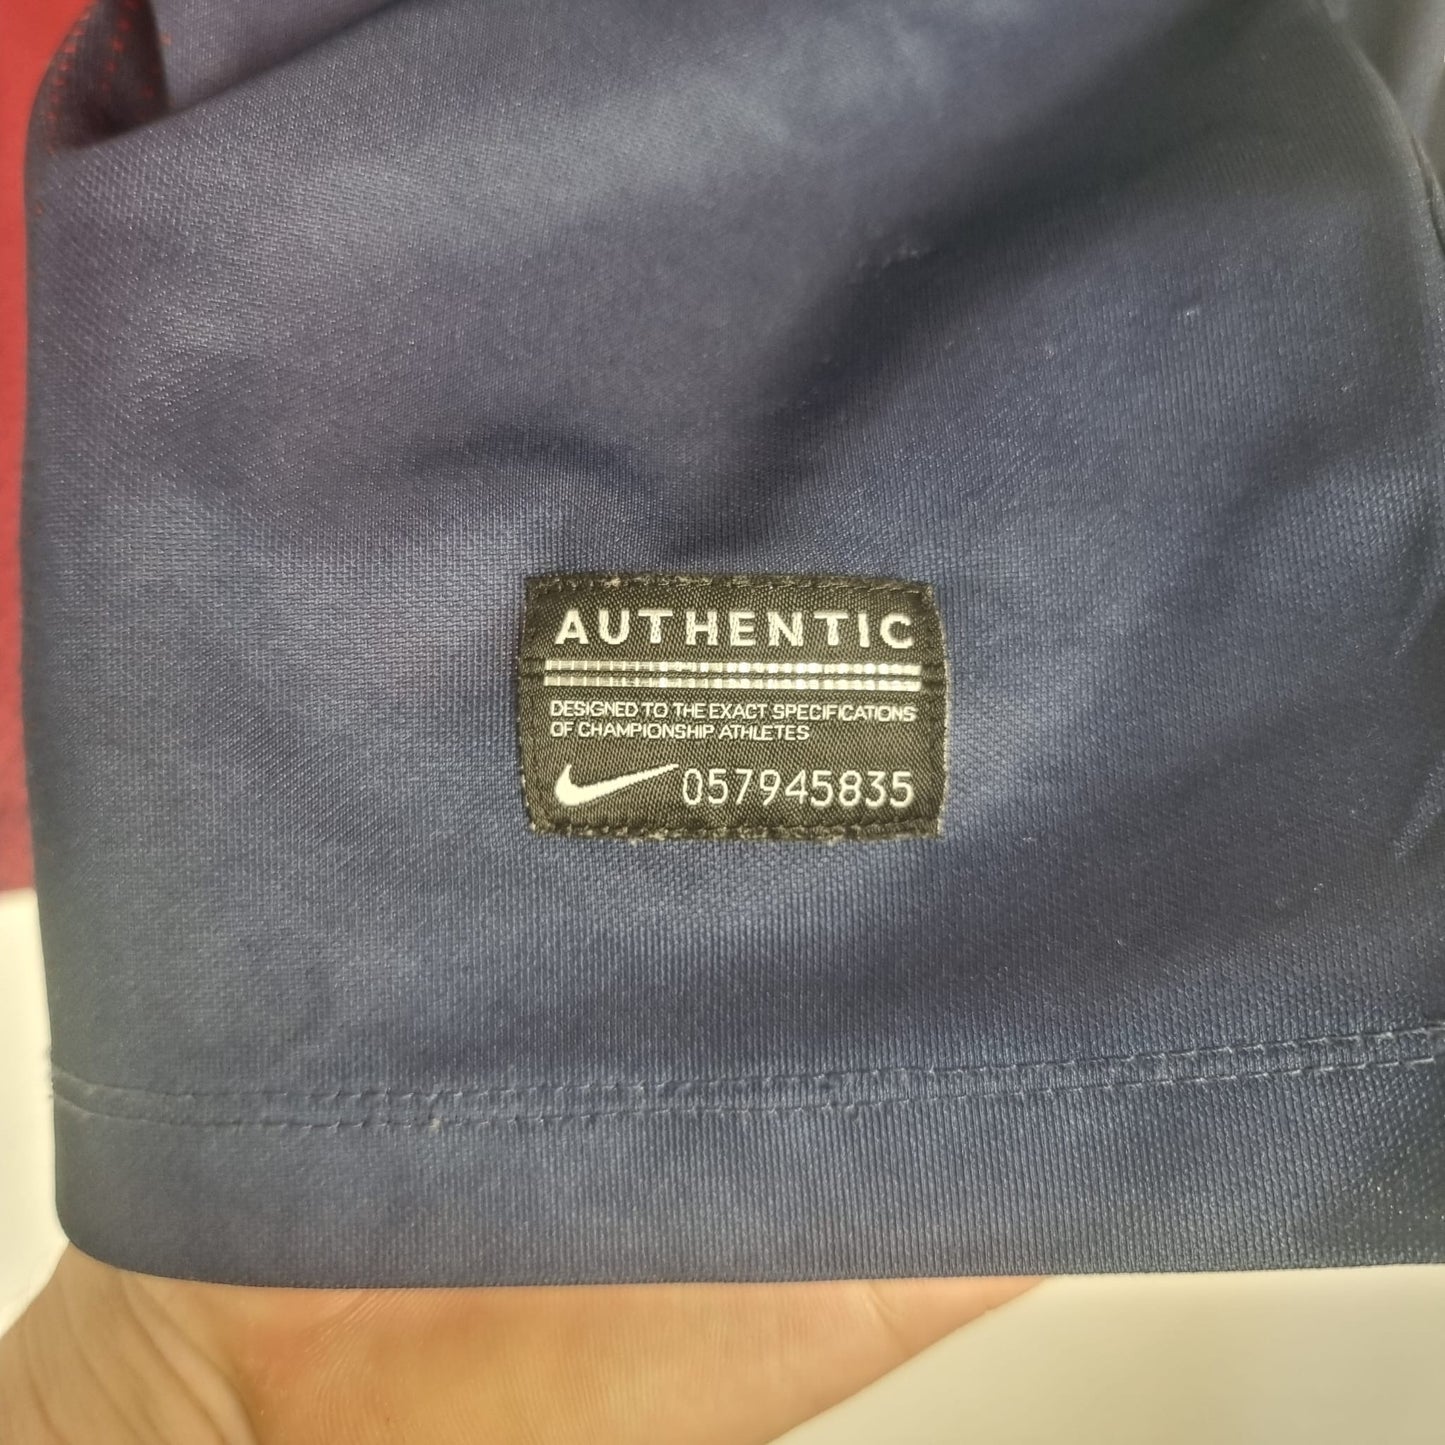 AUTHENTIC
DESIGNED TO THE EXACT SPECIFICATIONS
OF CHAMPIONSHIP ATHLETES
057945835